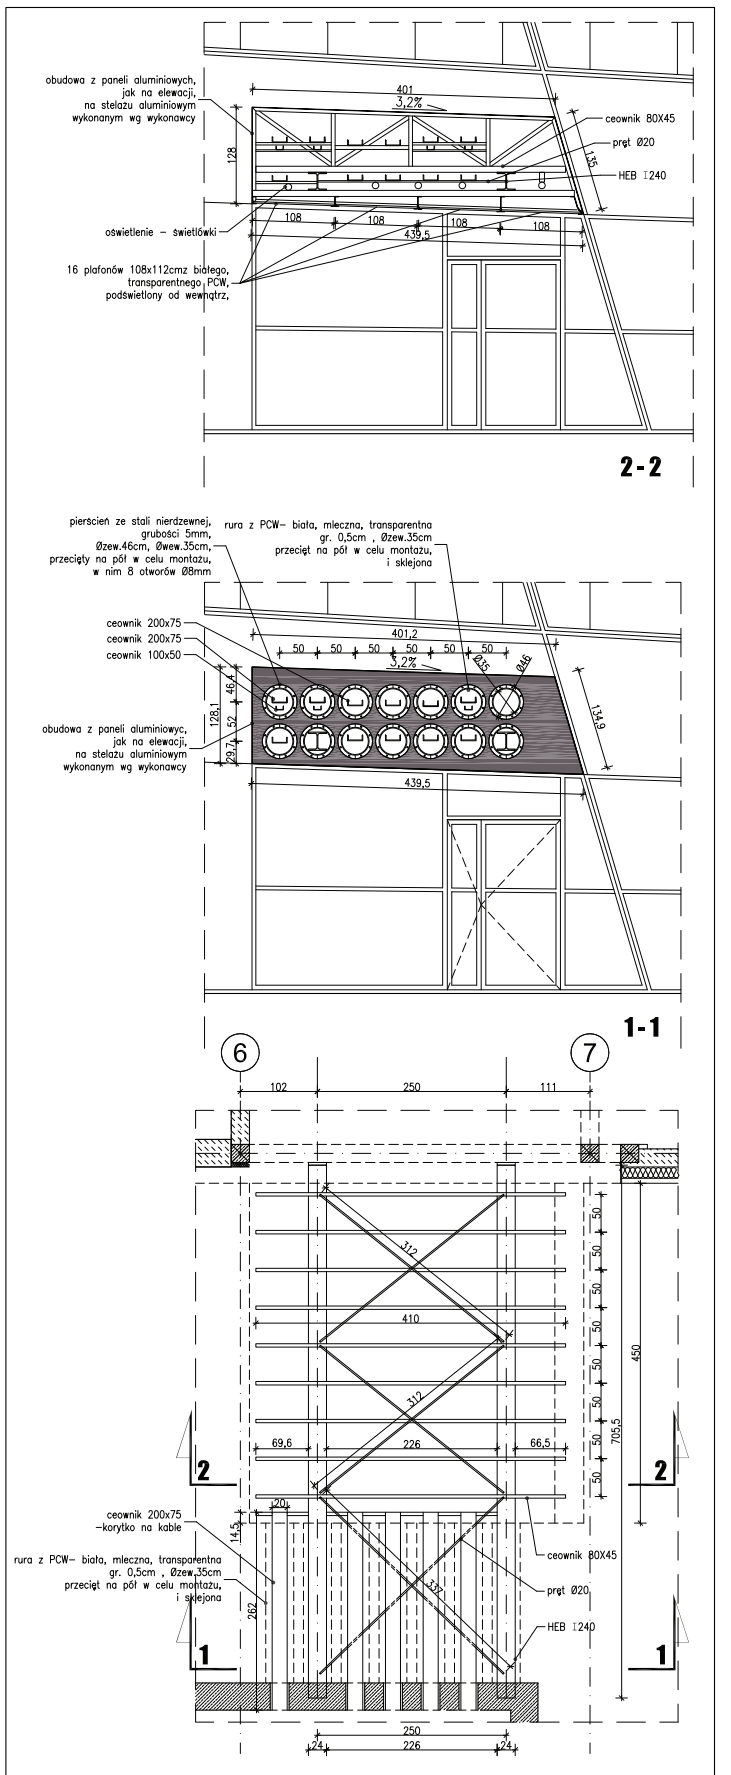 obudowa z paneli aluminiowych,
jak na elewacji,
na stelażu aluminiowym
wykonanym wg wykonawcy
401
3,2%
ceownik 80X45
pręt Ø20
HEB I240
128
135
108
108
108
108
439,5
oświetlenie - świetlówki
16 plafonów 108x112cmz białego,
transparentnego PCW,
podświetlony od wewnątrz,
2-2
pierścień ze stali nierdzewnej,
grubości 5mm,
Øzew.46cm, Øwew.35cm,
przecięty na pół w celu montażu,
w nim 8 otworów Ø8mm
rura z PCW- biała, mleczna, transparentna
gr. 0,5cm , Øzew.35cm
przecięt na pół w celu montażu,
i sklejona
ceownik 200x75
ceownik 200x75
ceownik 100x50
401,2
50
50
50
50
50
50
3,2%
Ø35
Ø46
46,4
128,1
52
29,7
134,9
obudowa z paneli aluminiowyc,
jak na elewacji,
na stelażu aluminiowym
wykonanym wg wykonawcy
439,5
1-1
6
7
102
250
111
312
50
50
50
50
50
50
50
50
410
450
705,5
312
69,6
226
66,5
2
2
ceownik 200x75
-korytko na kable
20
14,5
rura z PCW- biała, mleczna, transparentna
gr. 0,5cm , Øzew.35cm
przecięt na pół w celu montażu,
i sklejona
262
ceownik 80X45
pręt Ø20
337
HEB I240
1
1
250
24
226
24